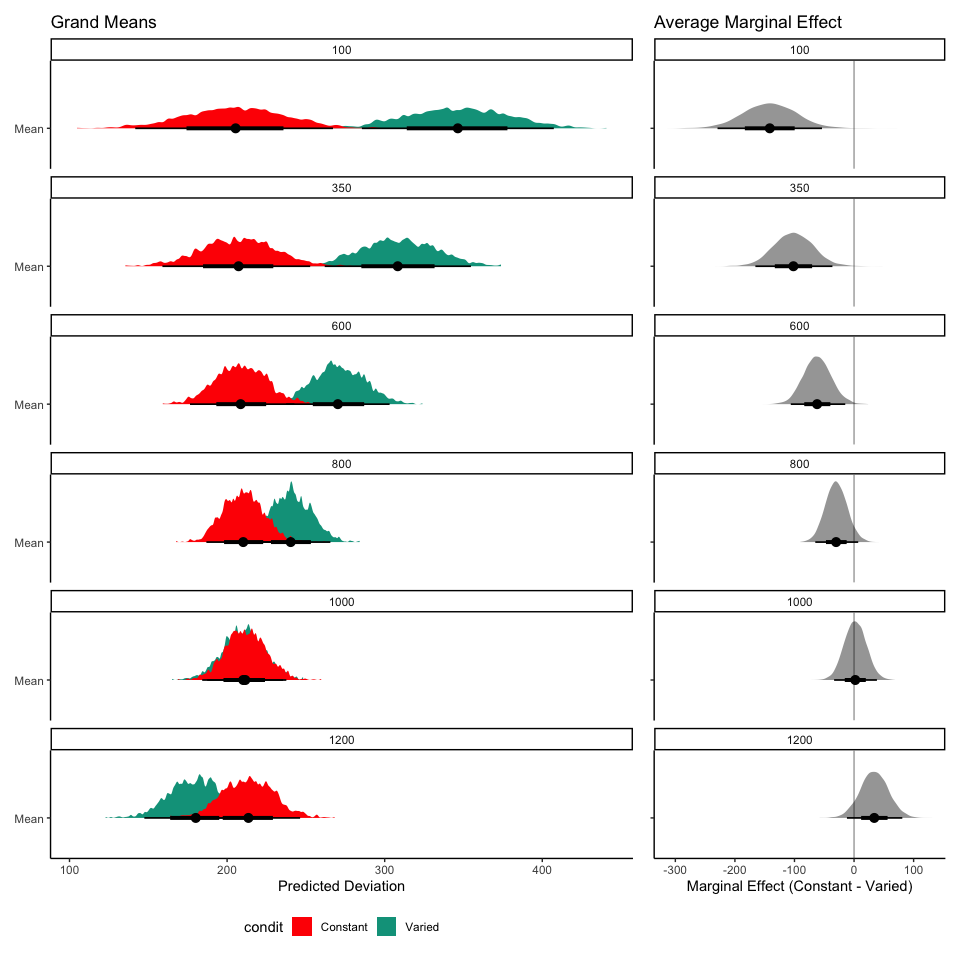 Grand Means
Average Marginal Effect
100
100
Mean
350
350
Mean
600
600
Mean
800
800
Mean
1000
1000
Mean
1200
1200
Mean
100 200 300 400
-300 -200 -100 0 100
Predicted Deviation
Marginal Effect (Constant - Varied)
condit Constant Varied